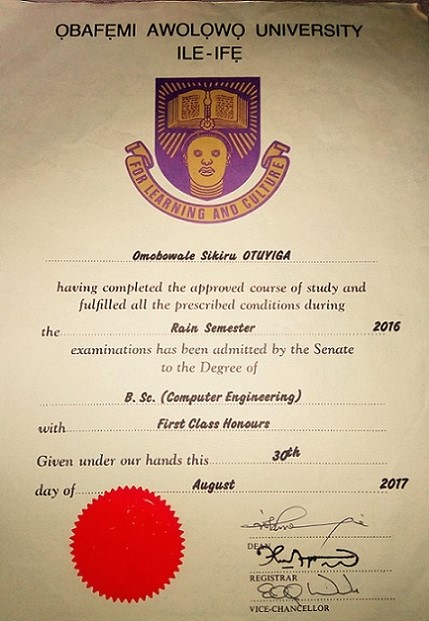 ỌBAFẸMI AWOLỌWỌ UNIVERSITY
ILE-IFẸ
FOR LEARNING AND CULTURE
Omobowale Sikiru OTUYIGA
having completed the approved course of study and
fulfilled all the prescribed conditions during
the Rain Semester 2016
examinations has been admitted by the Senate
to the Degree of
B. Sc. (Computer Engineering)
with First Class Honours
Given under our hands this 30th
day of August 2017
DEAN
REGISTRAR
VICE-CHANCELLOR